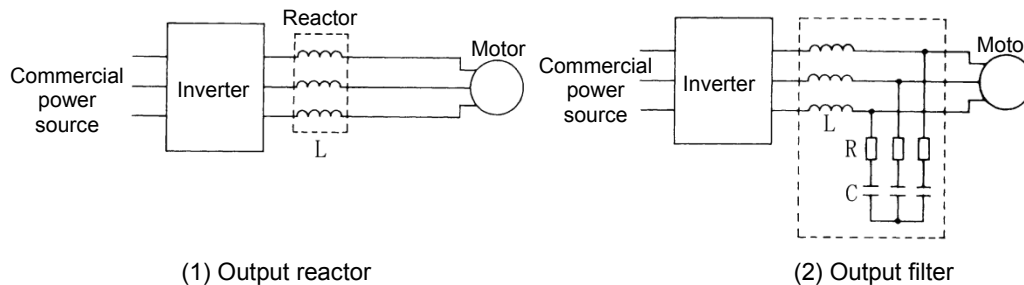 Reactor
Motor
Commercial
power
source
Inverter
L
(1) Output reactor
Commercial
power
source
Inverter
Moto
L
R
C
(2) Output filter